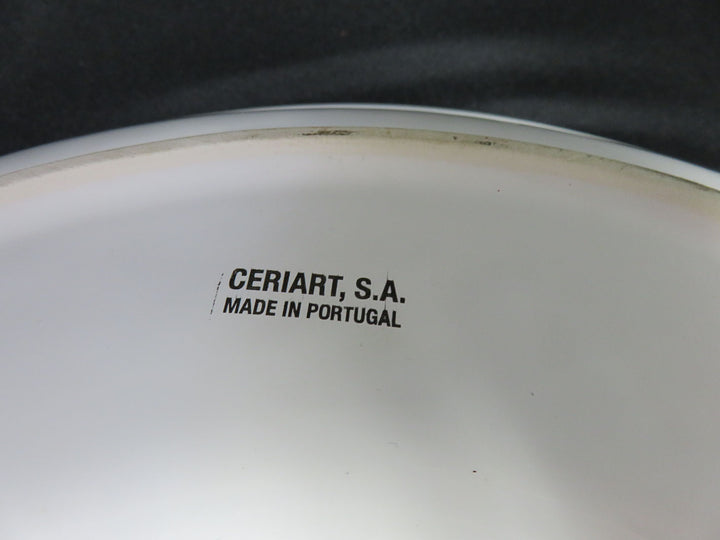 CERIART, S.A.
MADE IN PORTUGAL